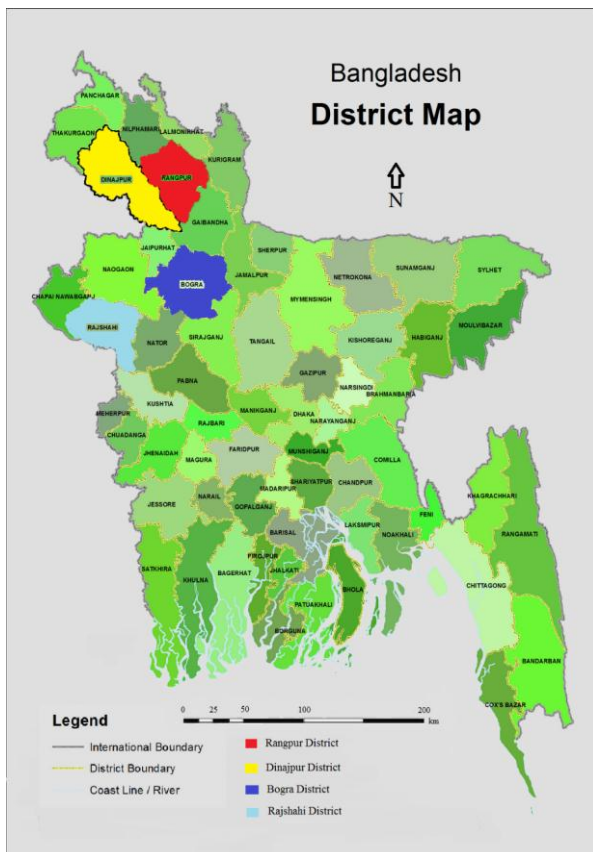 Bangladesh
District Map
N
PANCHAGAR
THAKURGAON
NILPHAMARI
LALMONIRHAT
KURIGRAM
DINAJPUR
RANGPUR
GAIBANDHA
JAIPURHAT
NAOGAON
BOGRA
JAMALPUR
SHERPUR
NETROKONA
SUNAMGANJ
SYLHET
MYMENSINGH
CHAPAI NAWABGANJ
RAJSHAHI
NATOR
SIRAJGANJ
TANGAIL
KISHOREGANJ
HABIGANJ
MOULVIBAZAR
GAZIPUR
PABNA
NARSINGDI
BRAHMANBARIA
KUSHTIA
MEHERPUR
MANIKGANJ
DHAKA
NARAYANGANJ
RAJBARI
CHUADANGA
JHENAIDAH
MAGURA
FARIDPUR
MUNSHIGANJ
COMILLA
SHARIYATPUR
CHANDPUR
MADARIPUR
NARAIL
JESSORE
GOPALGANJ
KHAGRACHHARI
RANGAMATI
FENI
LAKSMIPUR
NOAKHALI
BARISAL
SATKHIRA
KHULNA
BAGERHAT
PIROJPUR
JHALKATI
BHOLA
PATUAKHALI
BORGUNA
CHITTAGONG
BANDARBAN
COX'S BAZAR
Legend
0 25 50 100 200
km
International Boundary
District Boundary
Coast Line / River
Rangpur District
Dinajpur District
Bogra District
Rajshahi District